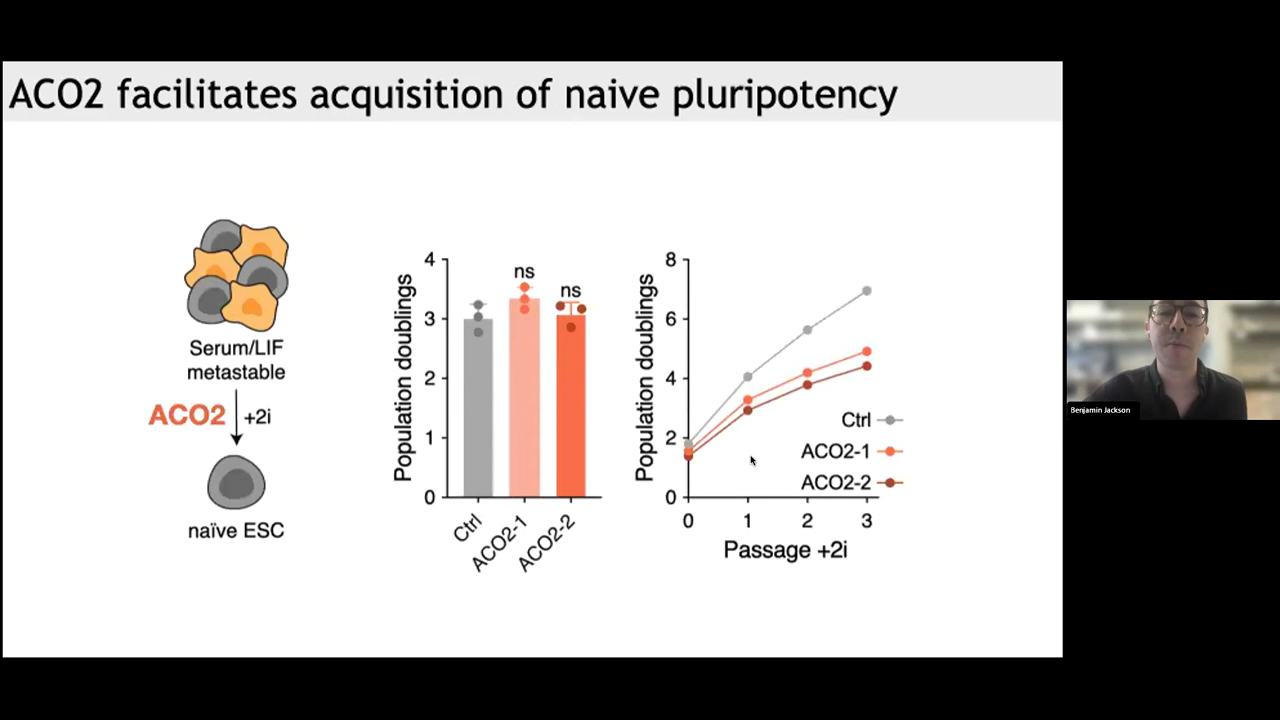 ACO2 facilitates acquisition of naive pluripotency
Serum/LIF
metastable
ACO2
+2i
naïve ESC
Population doublings
4
3
2
1
0
ns
ns
Ctrl
ACO2-1
ACO2-2
Population doublings
8
6
4
2
0
Ctrl
ACO2-1
ACO2-2
0 1 2 3
Passage +2i
Benjamin Jackson